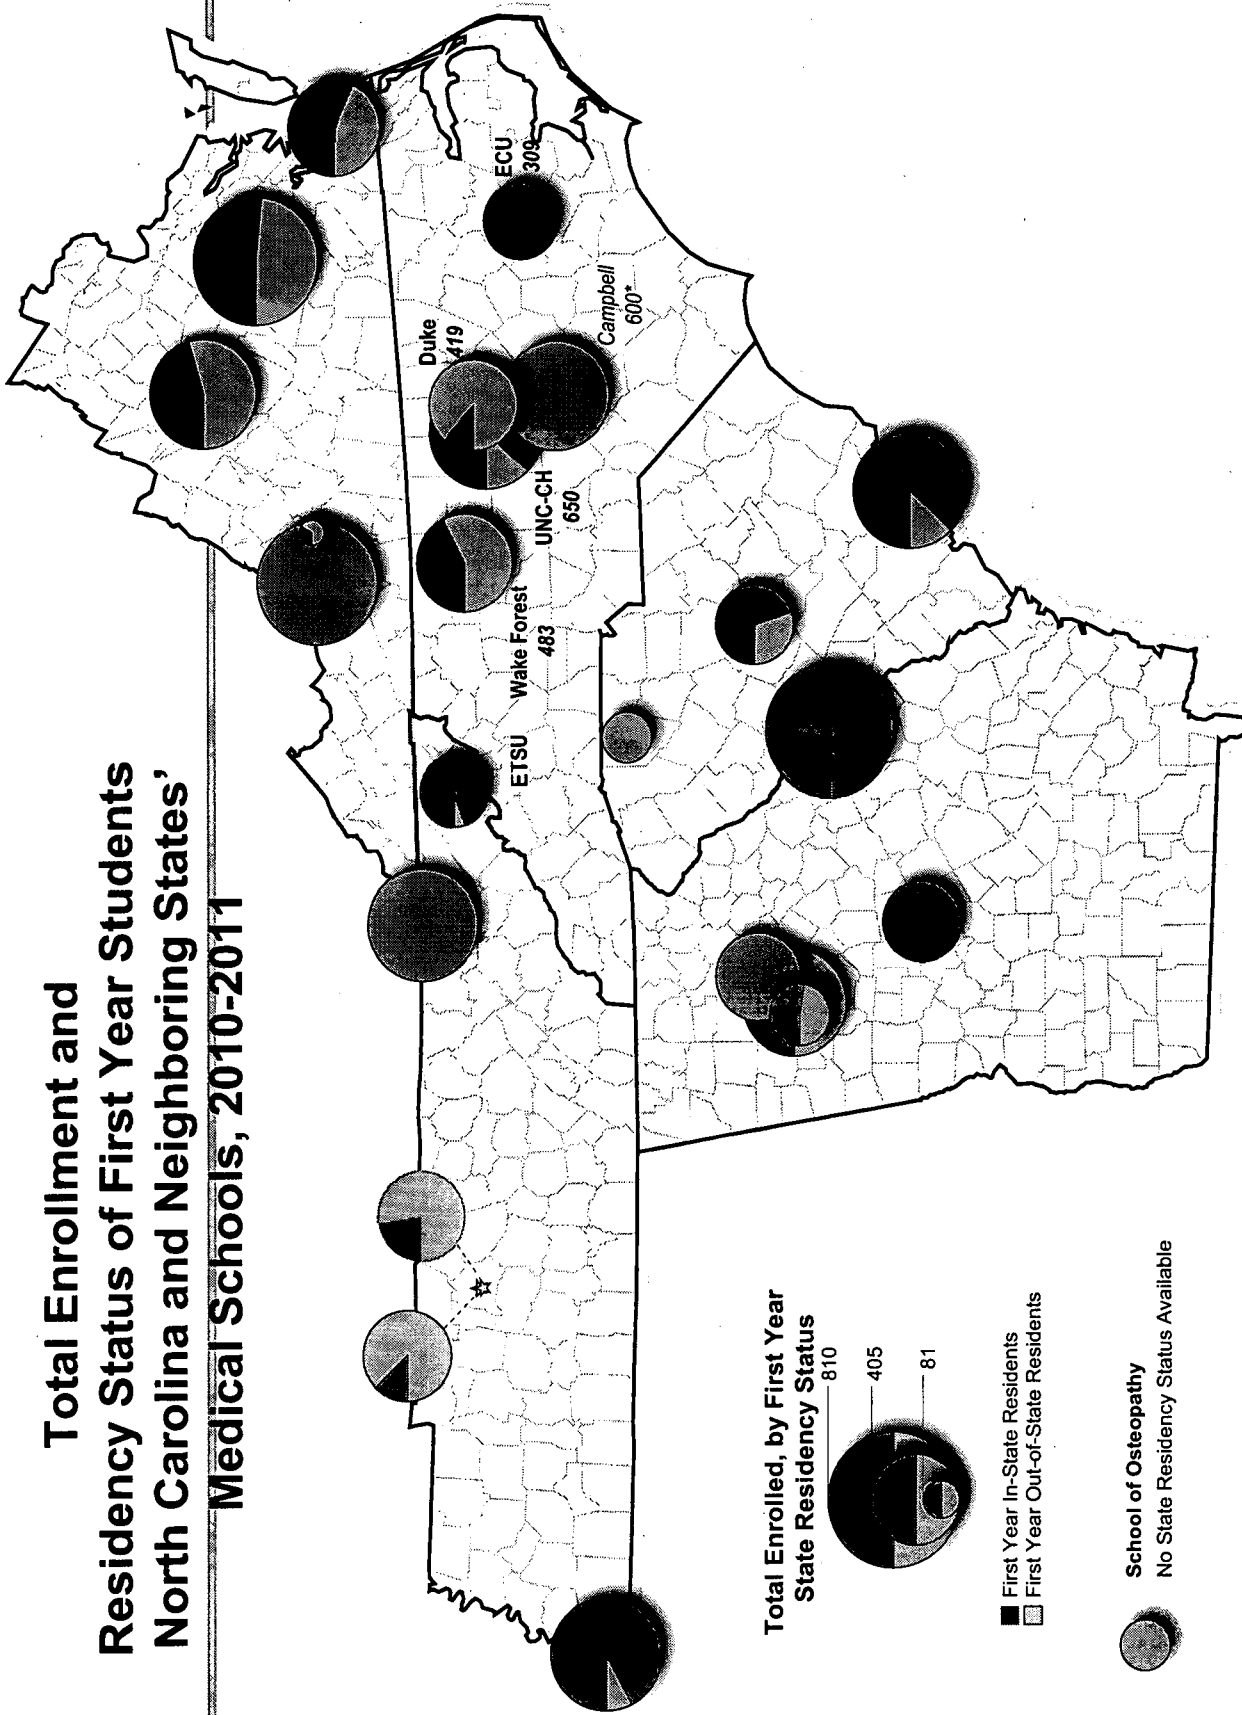 Total Enrollment and
Residency Status of First Year Students
North Carolina and Neighboring States'
Medical Schools, 2010-2011
ETSU
Wake Forest
483
UNC-CH
650
Duke
419
Campbell
600*
ECU
309
Total Enrolled, by First Year
State Residency Status
810
405
81
First Year In-State Residents
First Year Out-of-State Residents
School of Osteopathy
No State Residency Status Available